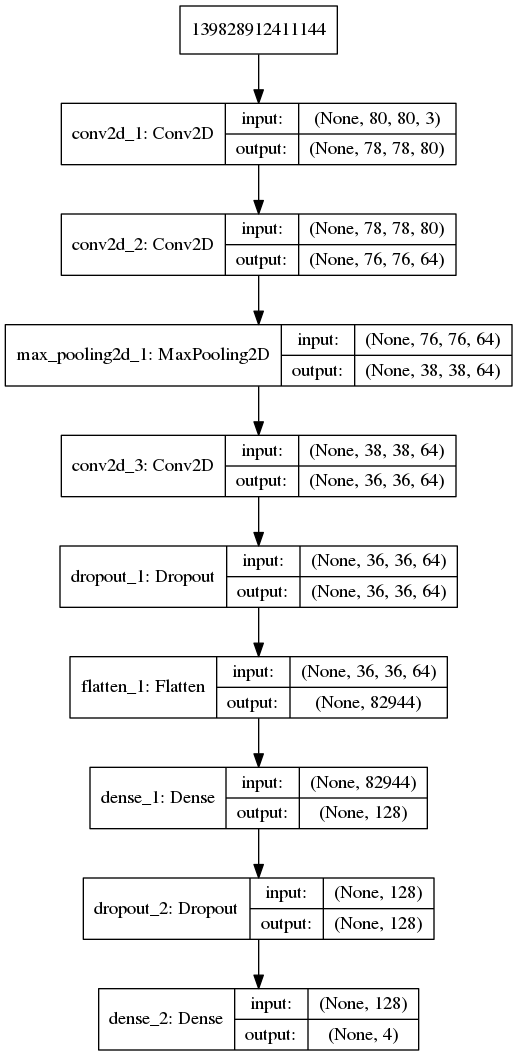 139828912411144
conv2d_1: Conv2D
input: (None, 80, 80, 3)
output: (None, 78, 78, 80)
conv2d_2: Conv2D
input: (None, 78, 78, 80)
output: (None, 76, 76, 64)
max_pooling2d_1: MaxPooling2D
input: (None, 76, 76, 64)
output: (None, 38, 38, 64)
conv2d_3: Conv2D
input: (None, 38, 38, 64)
output: (None, 36, 36, 64)
dropout_1: Dropout
input: (None, 36, 36, 64)
output: (None, 36, 36, 64)
flatten_1: Flatten
input: (None, 36, 36, 64)
output: (None, 82944)
dense_1: Dense
input: (None, 82944)
output: (None, 128)
dropout_2: Dropout
input: (None, 128)
output: (None, 128)
dense_2: Dense
input: (None, 128)
output: (None, 4)